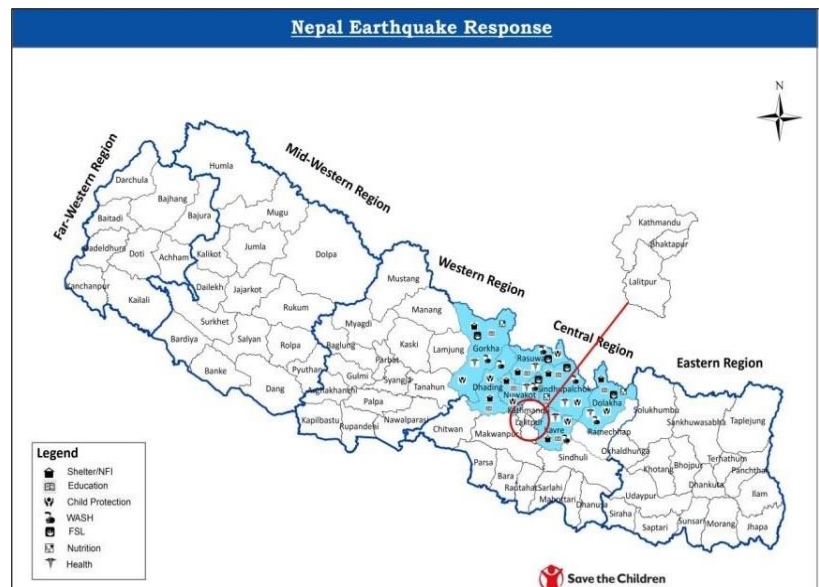 Nepal Earthquake Response
N
Far-Western Region
Mid-Western Region
Western Region
Central Region
Eastern Region
Darchula
Humla
Bajhang
Baitadi
Bajura
Mugu
Dadeldhura
Doti
Achham
Kalikot
Jumla
Dolpa
Kanchanpur
Kailali
Dailekh
Jajarkot
Rukum
Mustang
Manang
Surkhet
Salyan
Rolpa
Myagdi
Baglung
Kaski
Lamjung
Gorkha
Rasuwa
Bardiya
Banke
Pyuthan
Dang
Gulmi
Parbat
Syangja
Tanahun
Arghakhanchi
Palpa
Kapilbastu
Rupandehi
Nawalparasi
Chitwan
Dhading
Nuwakot
Sindhupalchok
Dolakha
Kathmandu
Lalitpur
Kavre
Ramechhap
Makwanpur
Sindhuli
Parsa
Bara
Rautahat
Sarlahi
Mahottari
Dhanusa
Siraha
Solukhumbu
Sankhuwasabha
Taplejung
Okhaldhunga
Khotang
Bhojpur
Terhathum
Panchthar
Dhankuta
Udaypur
Ilam
Saptari
Sunsari
Morang
Jhapa
Kathmandu
Bhaktapur
Lalitpur
Legend
Shelter/NFI
Education
Child Protection
WASH
FSL
Nutrition
Health
Save the Children